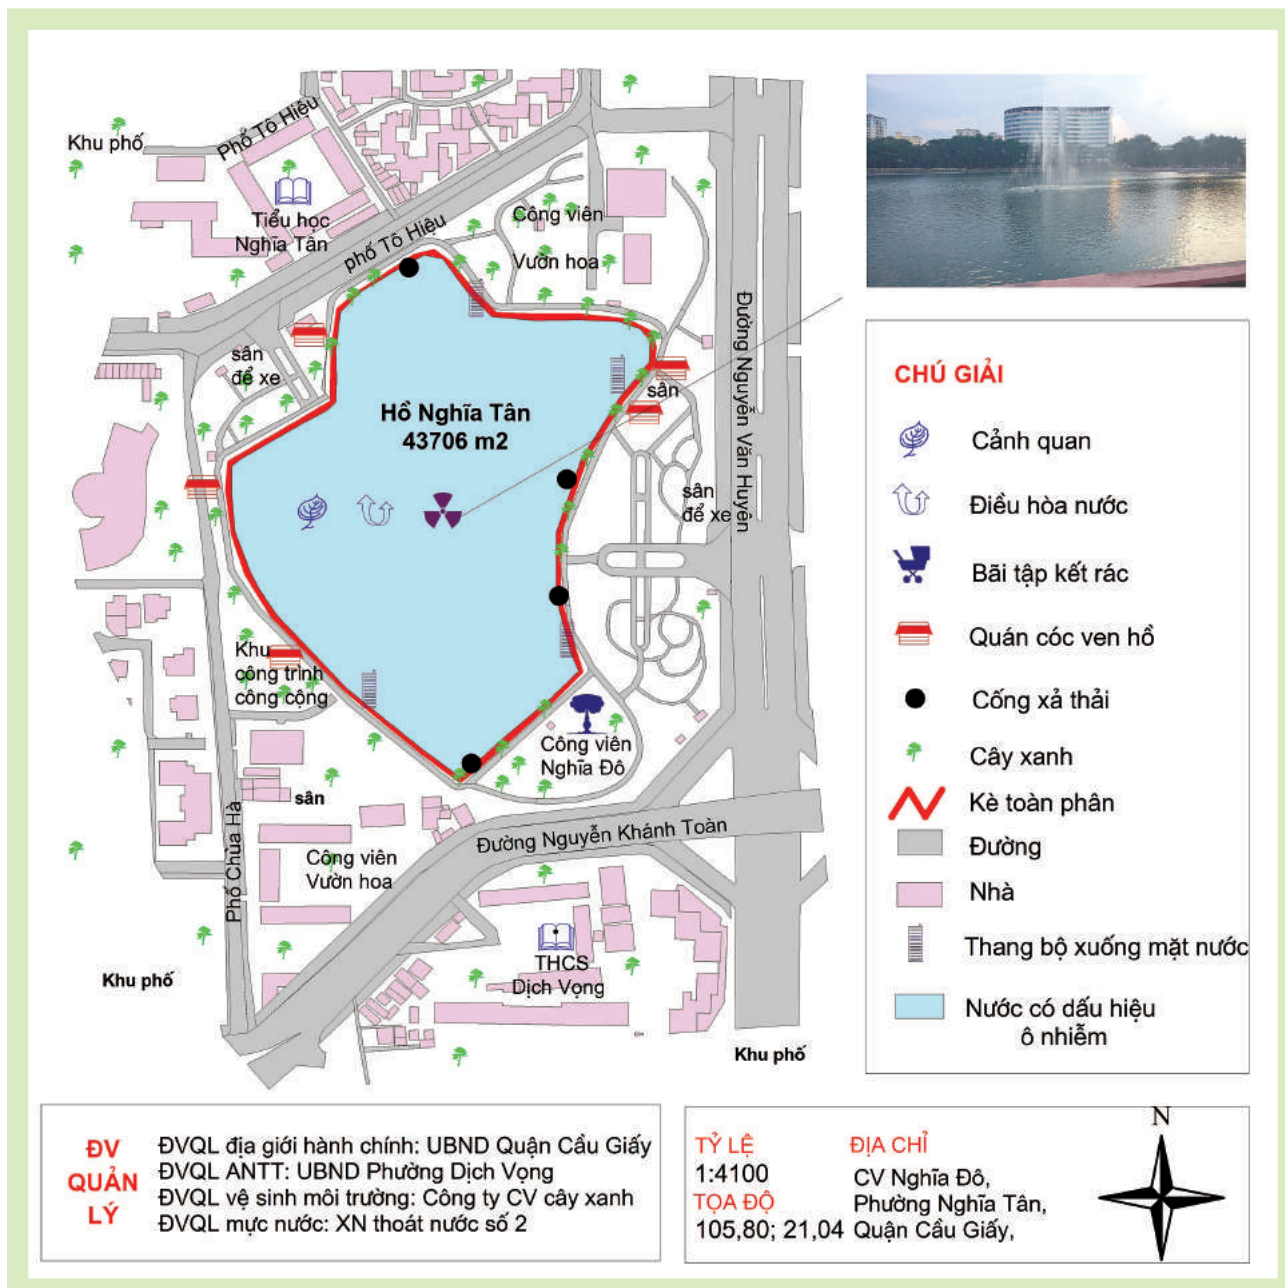 Khu phố
Phố Tô Hiệu
Tiểu học
Nghĩa Tân
phố Tô Hiệu
Công viên
Vườn hoa
sân
để xe
Hồ Nghĩa Tân
43706 m2
sân
Đường Nguyễn Văn Huyên
sân
để xe
Khu
công trình
công cộng
Công viên
Nghĩa Đô
sân
Phố Chùa Hà
Công viên
Vườn hoa
Đường Nguyễn Khánh Toàn
THCS
Dịch Vọng
Khu phố
Khu phố
CHÚ GIẢI
Cảnh quan
Điều hòa nước
Bãi tập kết rác
Quán cóc ven hồ
Cống xả thải
Cây xanh
Kè toàn phân
Đường
Nhà
Thang bộ xuống mặt nước
Nước có dấu hiệu
ô nhiễm
ĐV
QUẢN
LÝ
ĐVQL địa giới hành chính: UBND Quận Cầu Giấy
ĐVQL ANTT: UBND Phường Dịch Vọng
ĐVQL vệ sinh môi trường: Công ty CV cây xanh
ĐVQL mực nước: XN thoát nước số 2
TỶ LỆ
1:4100
TỌA ĐỘ
105,80; 21,04
ĐỊA CHỈ
CV Nghĩa Đô,
Phường Nghĩa Tân,
Quận Cầu Giấy,
N